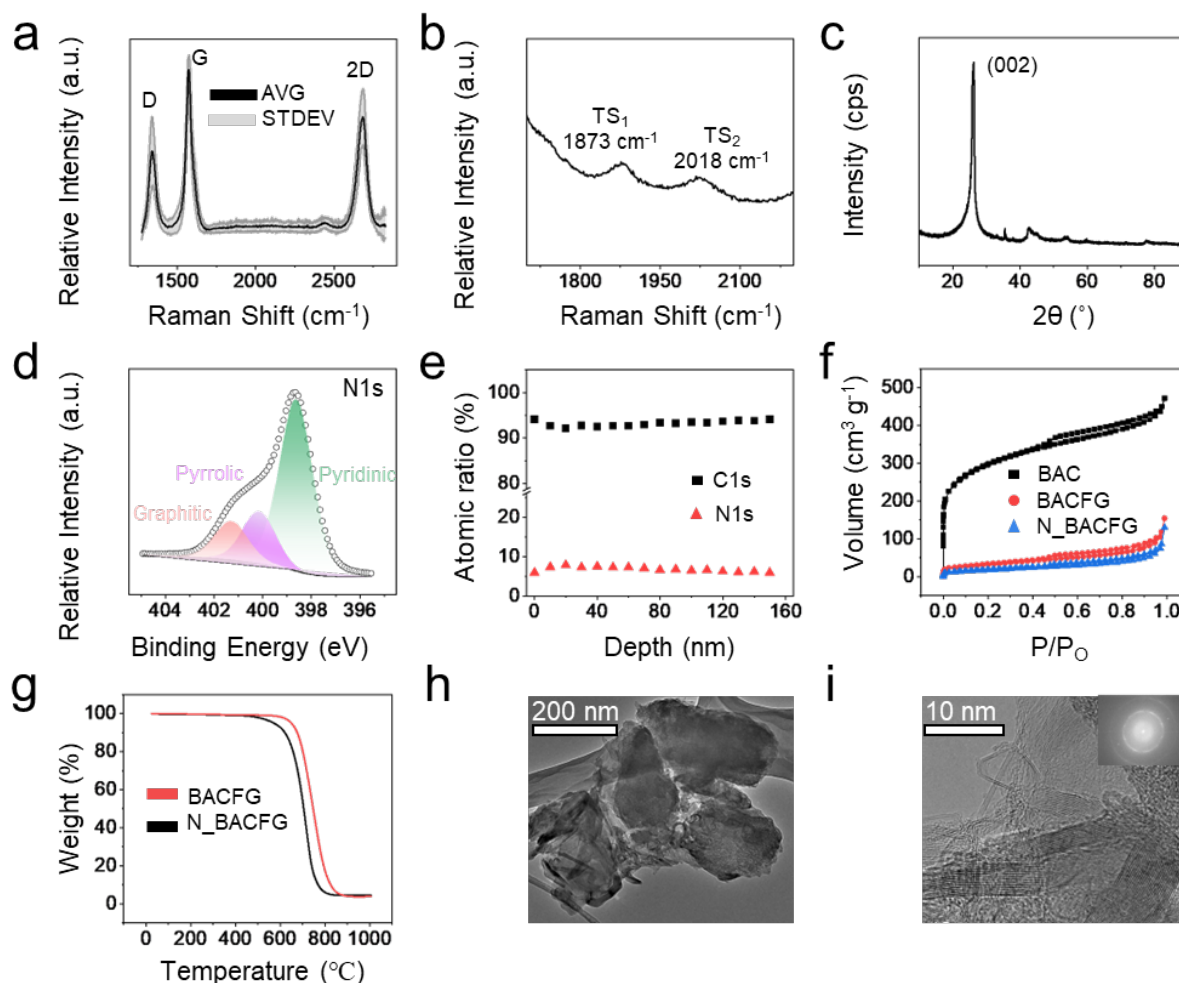 a
Relative Intensity (a.u.)
D
G
2D
AVG
STDEV
1500
2000
2500
Raman Shift (cm⁻¹)
b
Relative Intensity (a.u.)
TS₁
1873 cm⁻¹
TS₂
2018 cm⁻¹
1800
1950
2100
Raman Shift (cm⁻¹)
c
Intensity (cps)
(002)
20
40
60
80
2θ (°)
d
Relative Intensity (a.u.)
N1s
Pyrrolic
Pyridinic
Graphitic
404
402
400
398
396
Binding Energy (eV)
e
Atomic ratio (%)
100
90
80
20
10
0
C1s
N1s
0
40
80
120
160
Depth (nm)
f
Volume (cm³ g⁻¹)
500
400
300
200
100
0
BAC
BACFG
N_BACFG
0.0
0.2
0.4
0.6
0.8
1.0
P/P₀
g
Weight (%)
100
80
60
40
20
0
BACFG
N_BACFG
0
200
400
600
800
1000
Temperature (℃)
h
200 nm
i
10 nm